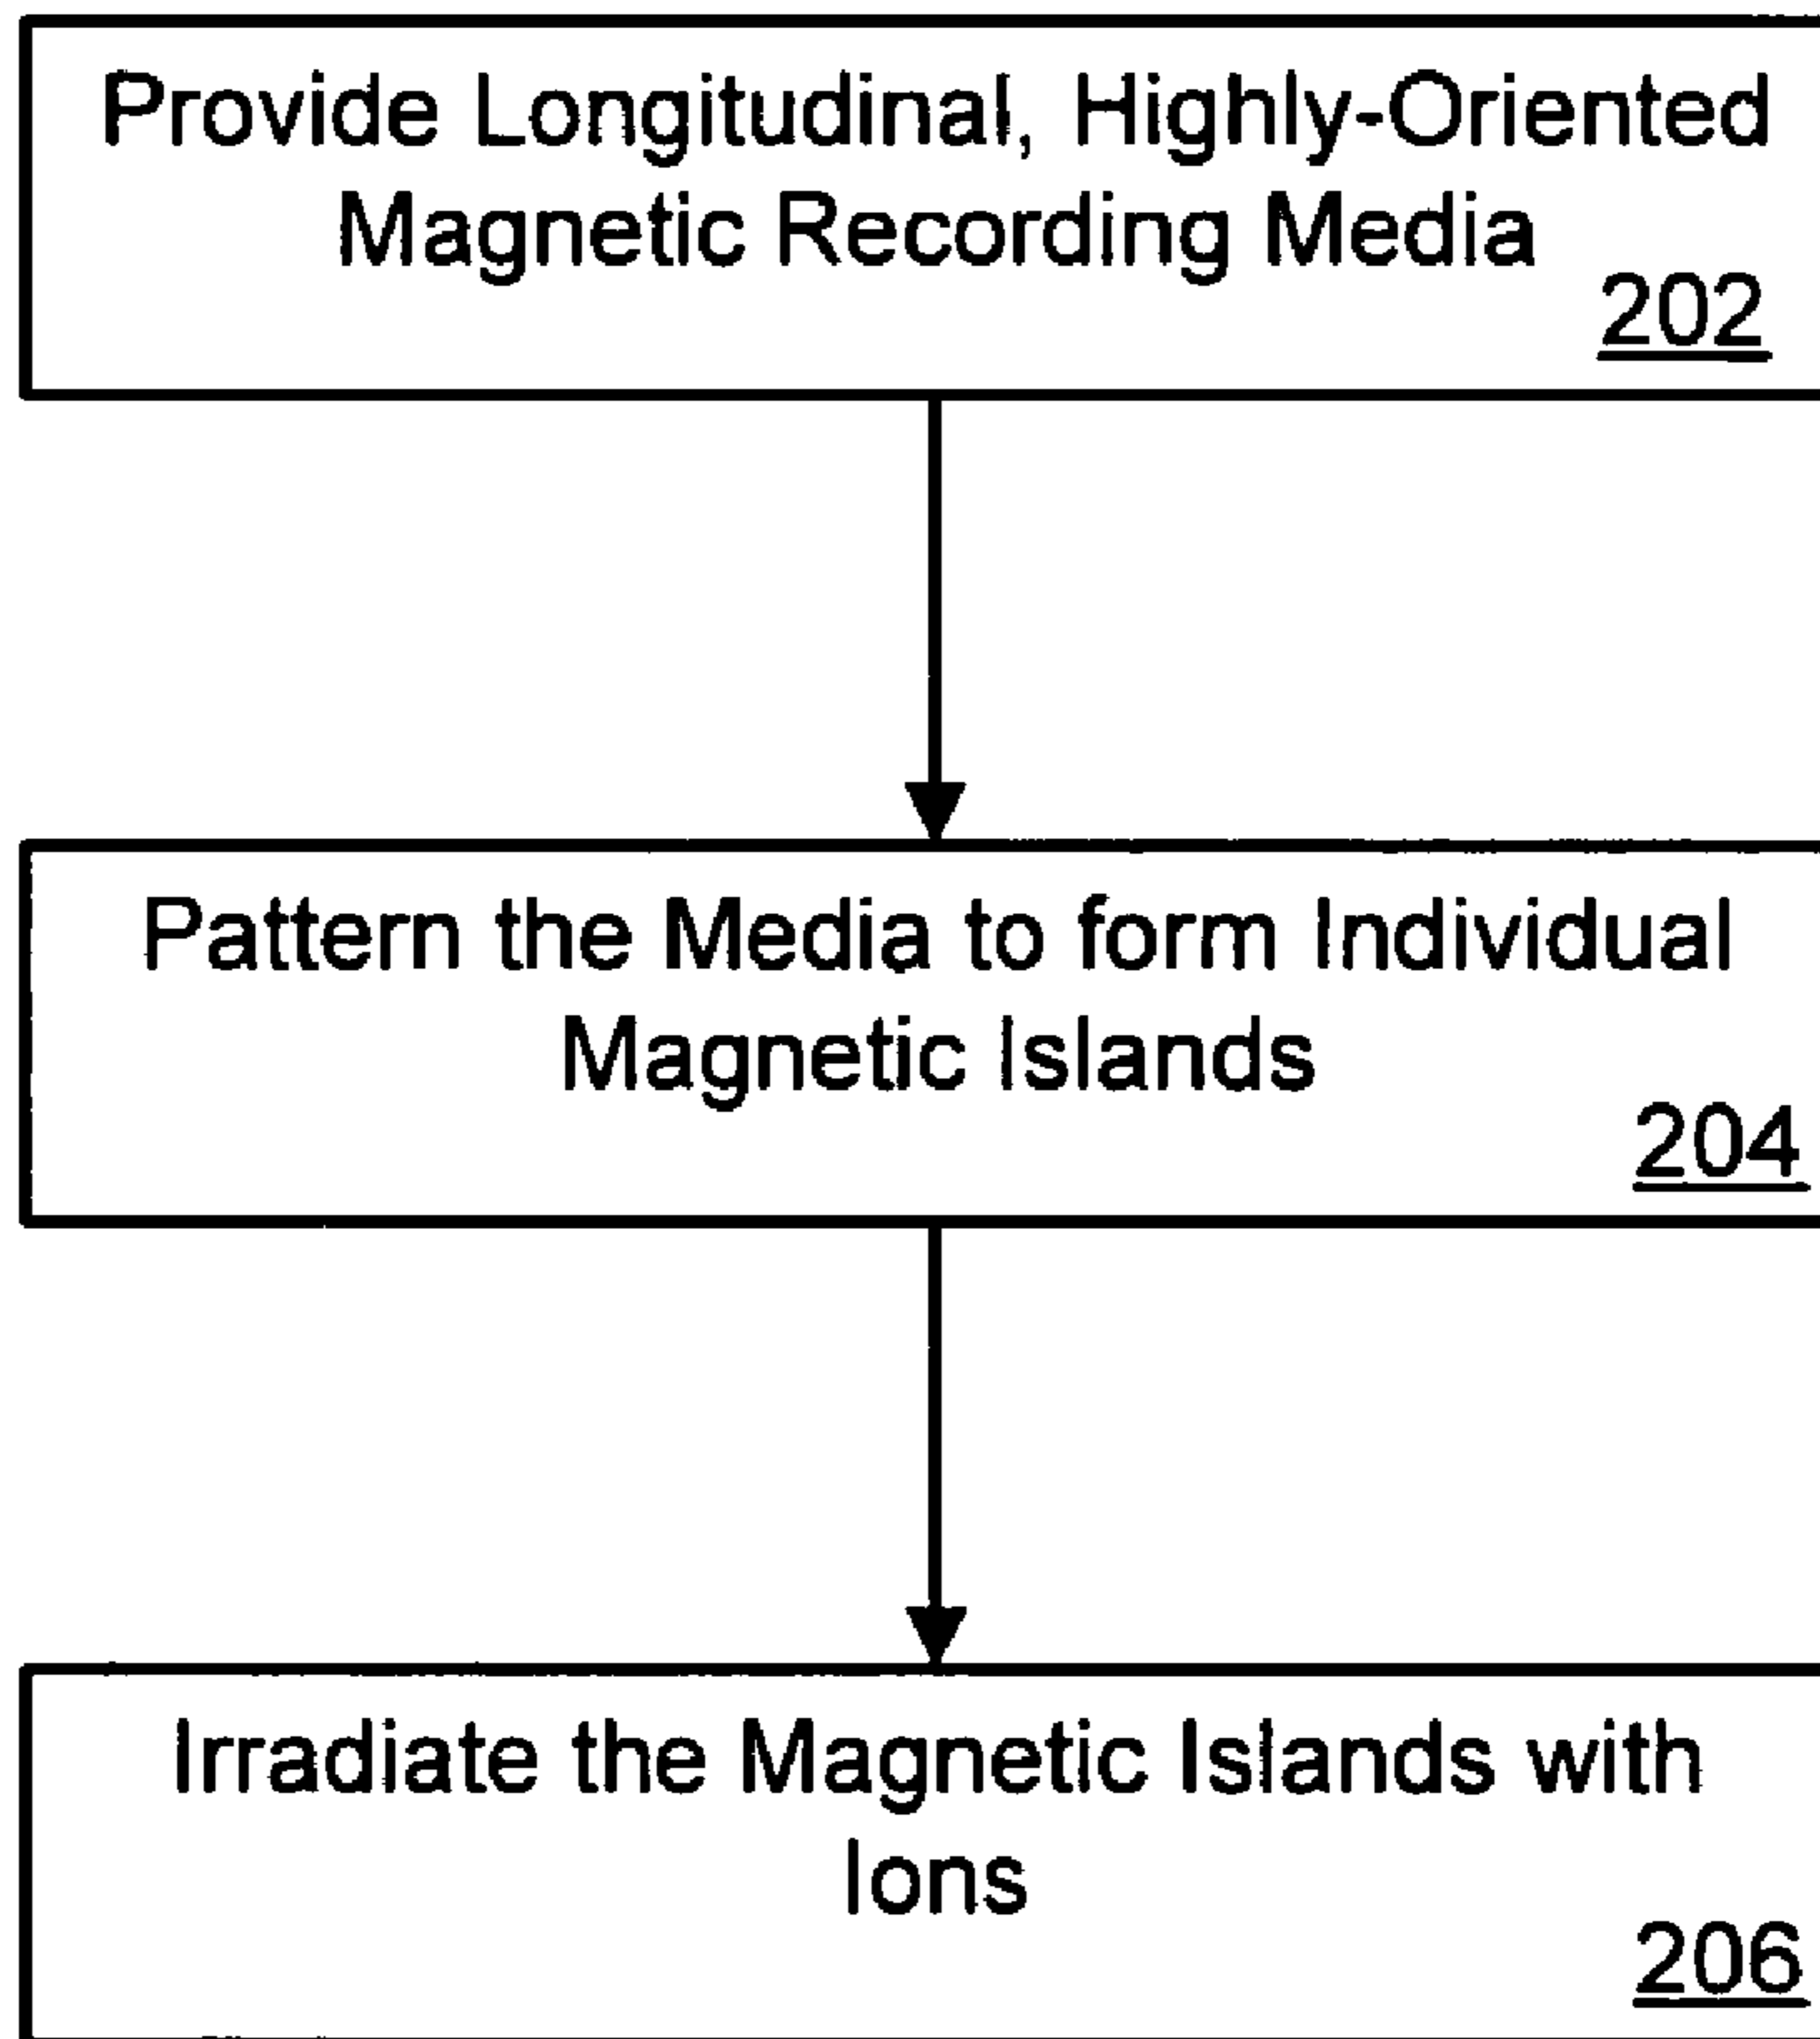 Provide Longitudinal, Highly-Oriented
Magnetic Recording Media
202
Pattern the Media to form Individual
Magnetic Islands
204
Irradiate the Magnetic Islands with
Ions
206